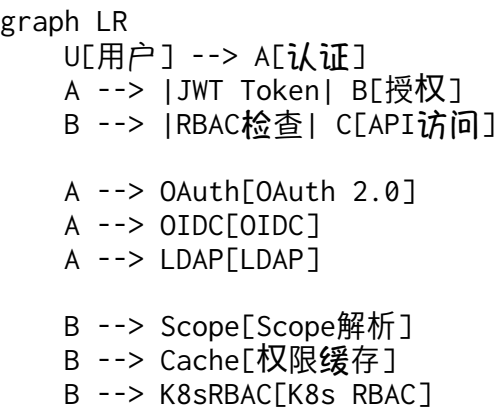 graph LR
    U[用户] --> A[认证]
    A --> |JWT Token| B[授权]
    B --> |RBAC检查| C[API访问]

    A --> OAuth[OAuth 2.0]
    A --> OIDC[OIDC]
    A --> LDAP[LDAP]

    B --> Scope[Scope解析]
    B --> Cache[权限缓存]
    B --> K8sRBAC[K8s RBAC]